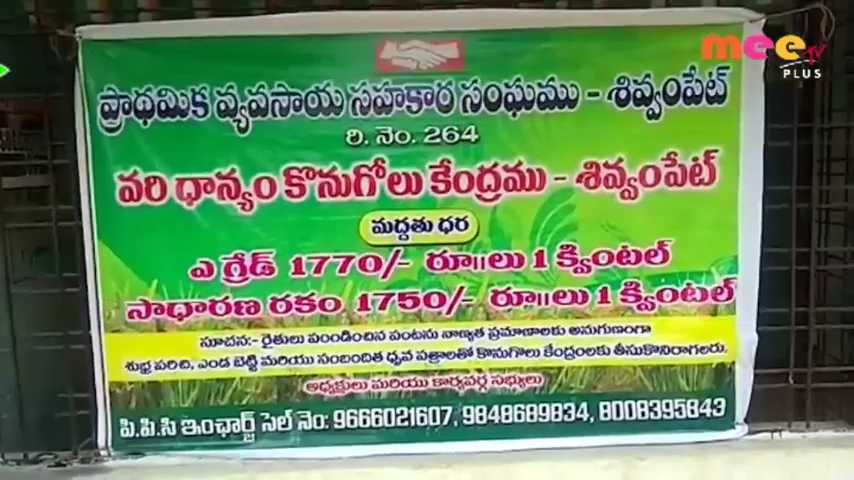 mee TV
PLUS
ప్రాథమిక వ్యవసాయ సహకార సంఘము - శివ్వంపేట్
రి. నెం. 264
వరి ధాన్యం కొనుగోలు కేంద్రము - శివ్వంపేట్
మద్దతు ధర
ఎ గ్రేడ్ 1770/- రూ॥లు 1 క్వింటల్
సాధారణ రకం 1750/- రూ॥లు 1 క్వింటల్
సూచన:- రైతులు పండించిన పంటను నాణ్యత ప్రమాణాలకు అనుగుణంగా
శుభ్ర పరిచి, ఎండ బెట్టి మరియు సంబందిత ధృవ పత్రాలతో కొనుగోలు కేంద్రంలకు తీసుకొనిరాగలరు.
అధ్యక్షులు మరియు కార్యవర్గ సభ్యులు
పి.పి.సి ఇంఛార్జ్ సెల్ నెం: 9666021607, 9848689834, 8008395843